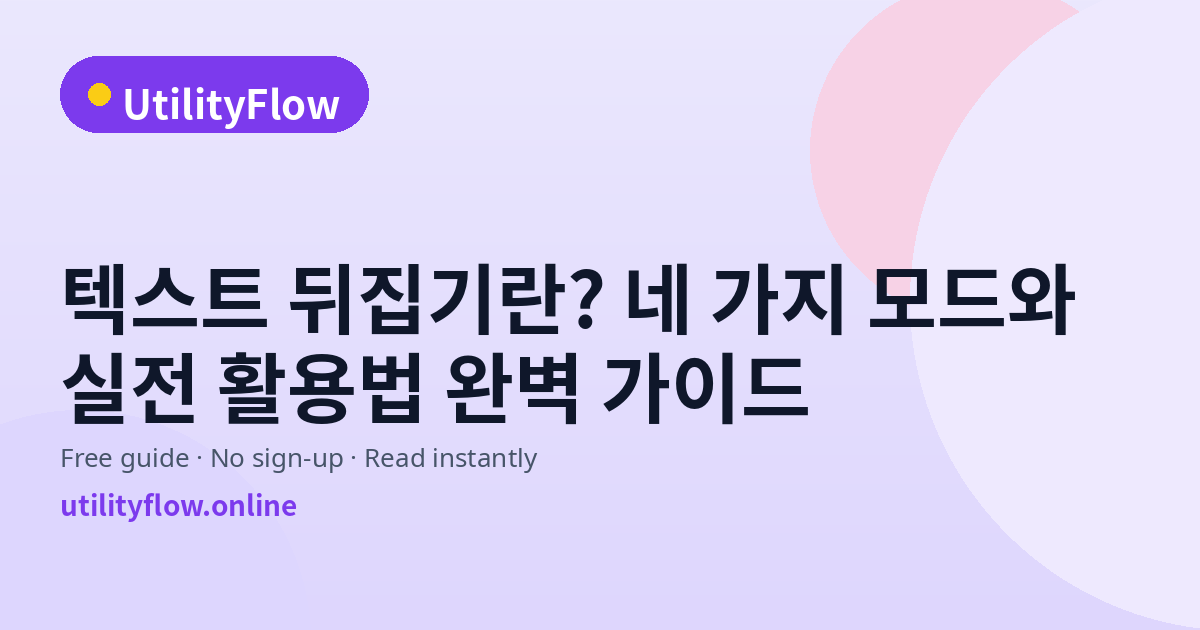 UtilityFlow
텍스트 뒤집기란? 네 가지 모드와
실전 활용법 완벽 가이드
Free guide · No sign-up · Read instantly
utilityflow.online